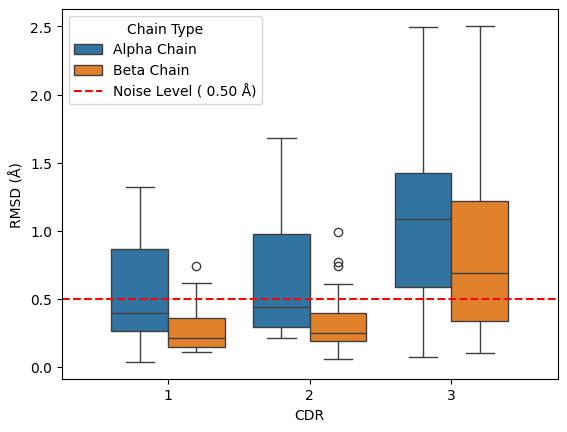 Chain Type
Alpha Chain
Beta Chain
Noise Level ( 0.50 Å)
RMSD (Å)
2.5
2.0
1.5
1.0
0.5
0.0
1 2 3
CDR